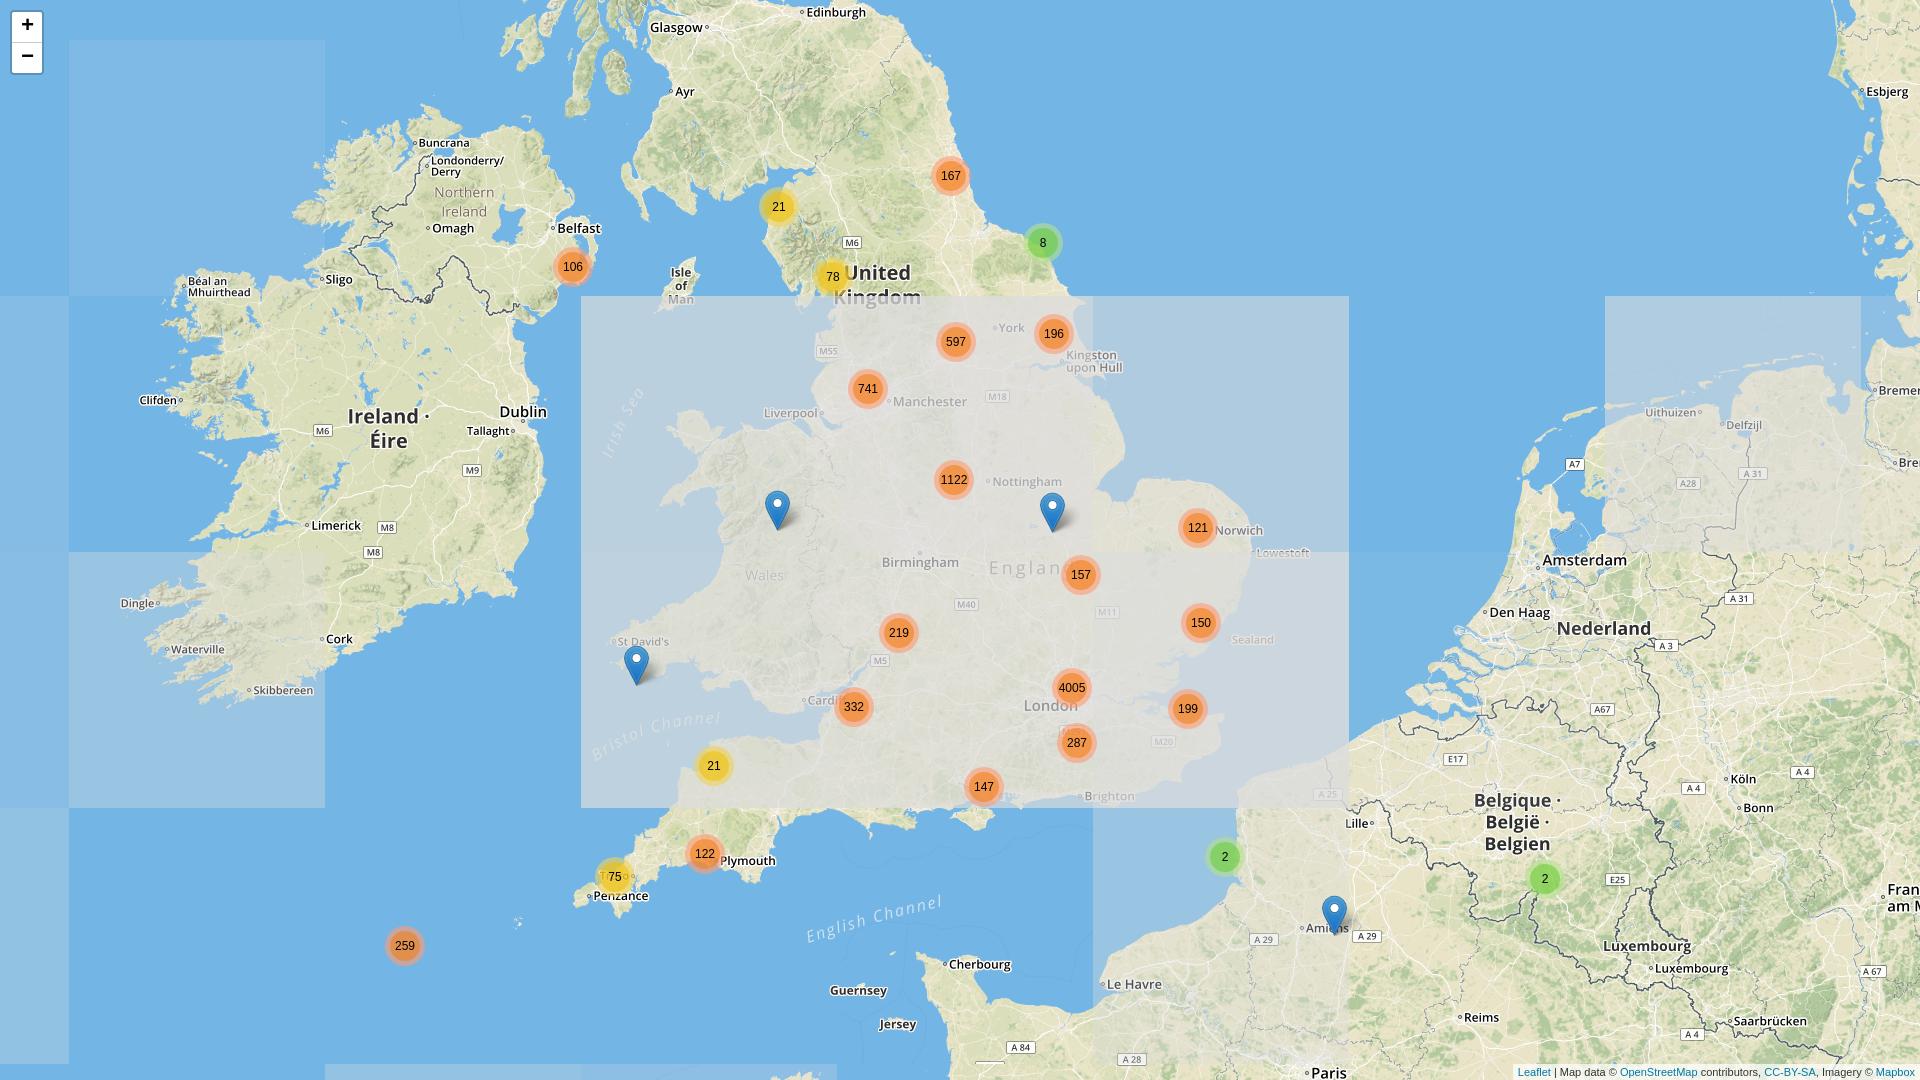 +
−
Edinburgh
Glasgow
Ayr
Esbjerg
Buncrana
Londonderry/
Derry
Northern
Ireland
Omagh
Belfast
167
21
8
106
M6
78
United
Kingdom
Isle
of
Man
Sligo
Béal an
Mhuirthead
York
196
597
M55
Kingston
upon Hull
741
Manchester
M18
Liverpool
Irish Sea
Clifden
Dublin
Tallaght
Ireland ·
Éire
M6
M9
Uithuizen
Delfzijl
A 31
A28
A7
1122
Nottingham
Limerick
M8
M8
121
Norwich
Lowestoft
Birmingham
Wales
157
Amsterdam
Dingle
M40
M11
A 31
Den Haag
Nederland
219
150
Sealand
Cork
Waterville
St David's
M5
A 3
Skibbereen
4005
London
Bristol Channel
332
199
A67
287
M20
E17
21
147
Brighton
A 25
Köln
A 4
A 4
Bonn
Belgique ·
België ·
Belgien
Lille
122
Plymouth
75
Penzance
2
2
E25
259
English Channel
Amiens
A 29
A 29
Luxembourg
Luxembourg
A 67
Cherbourg
Le Havre
Guernsey
Jersey
Reims
Saarbrücken
A 84
A 28
A 4
Paris
Leaflet | Map data © OpenStreetMap contributors, CC-BY-SA, Imagery © Mapbox